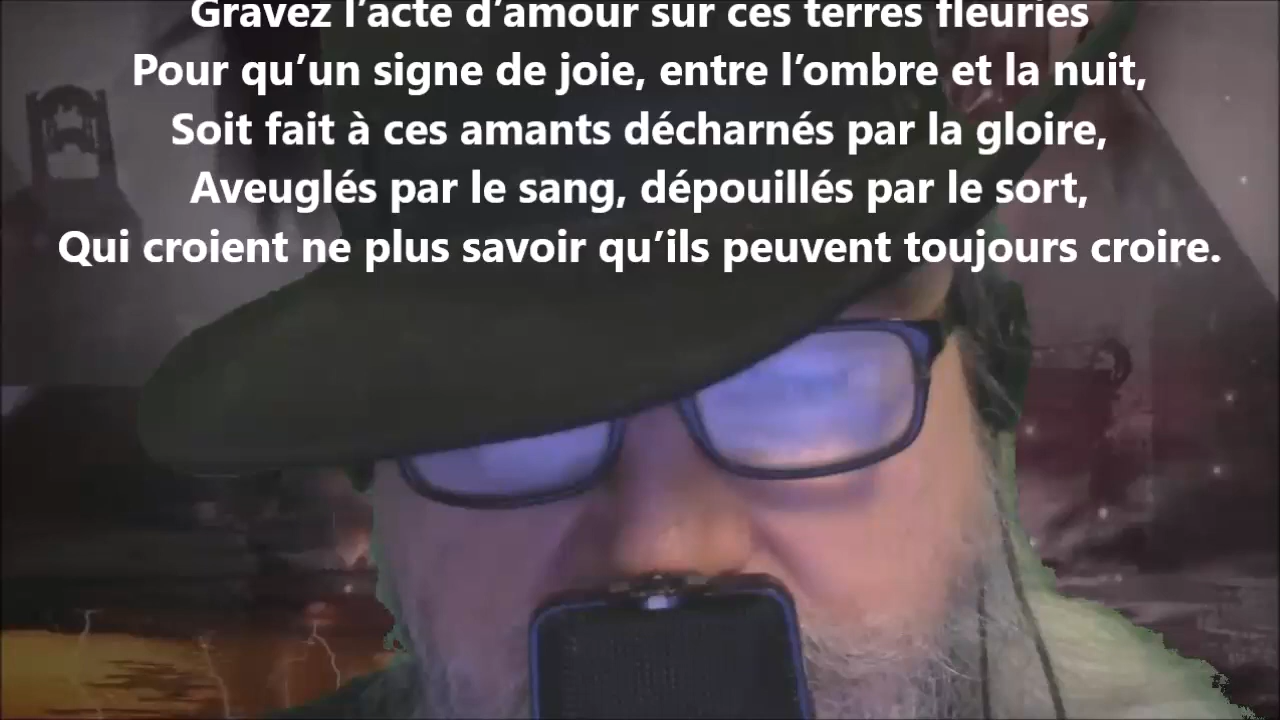 Gravez l’acte d’amour sur ces terres fleuries
Pour qu’un signe de joie, entre l’ombre et la nuit,
Soit fait à ces amants décharnés par la gloire,
Aveuglés par le sang, dépouillés par le sort,
Qui croient ne plus savoir qu’ils peuvent toujours croire.